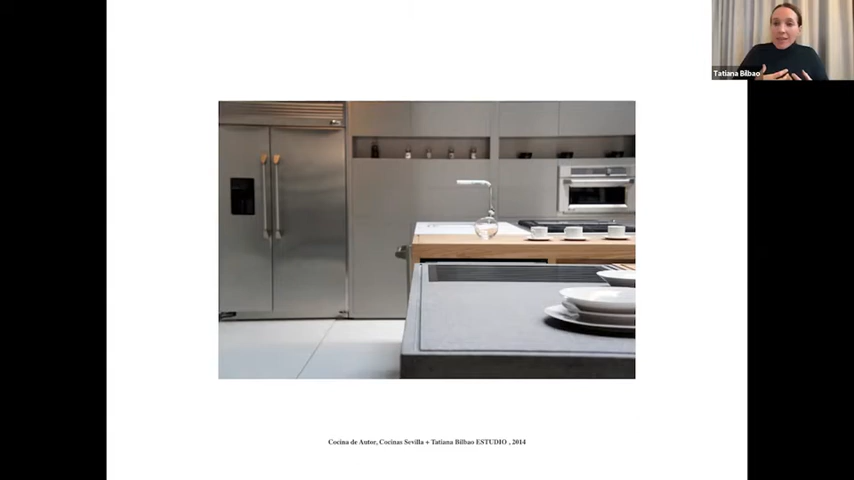 Tatiana Bilbao
Cocina de Autor, Cocinas Sevilla + Tatiana Bilbao ESTUDIO , 2014